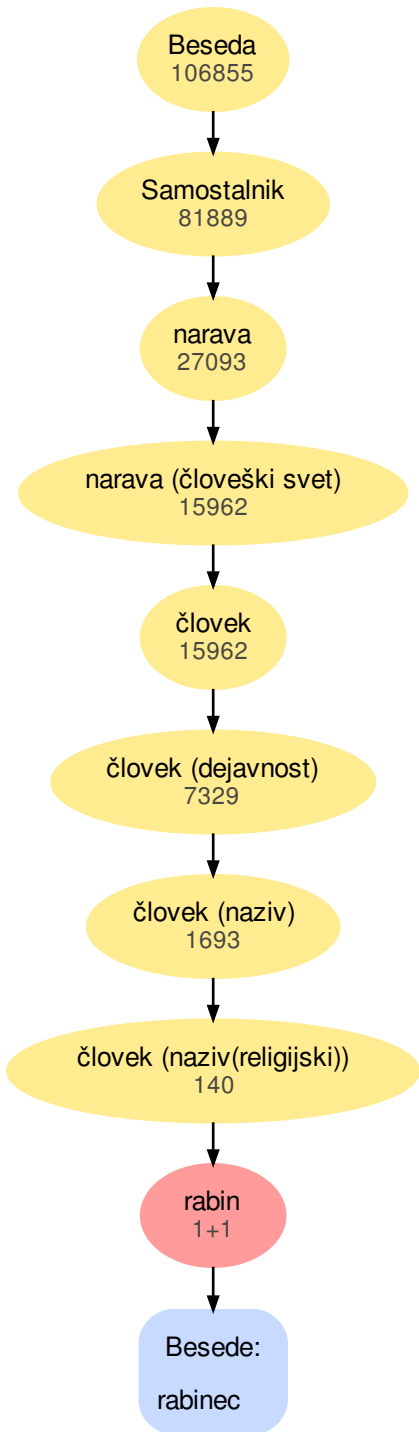 Beseda
106855
Samostalnik
81889
narava
27093
narava (človeški svet)
15962
človek
15962
človek (dejavnost)
7329
človek (naziv)
1693
človek (naziv(religijski))
140
rabin
1+1
Besede:
rabinec